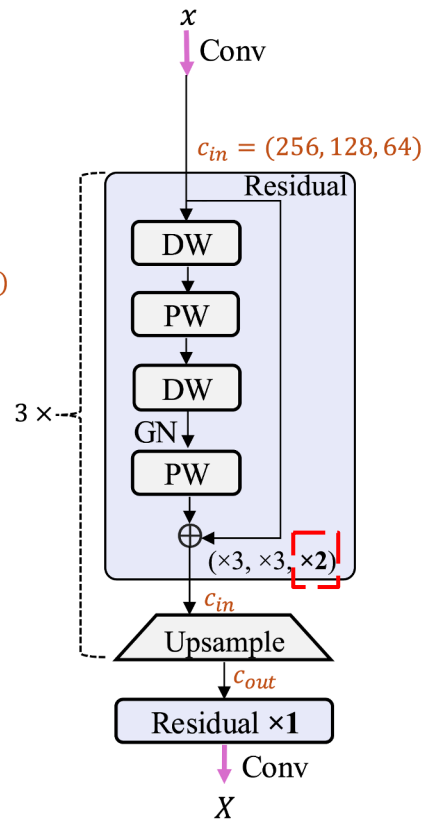 x
Conv
c_in = (256, 128, 64)
Residual
DW
)
PW
DW
3 ×
GN
PW
(×3, ×3, ×2)
c_in
Upsample
c_out
Residual ×1
Conv
X